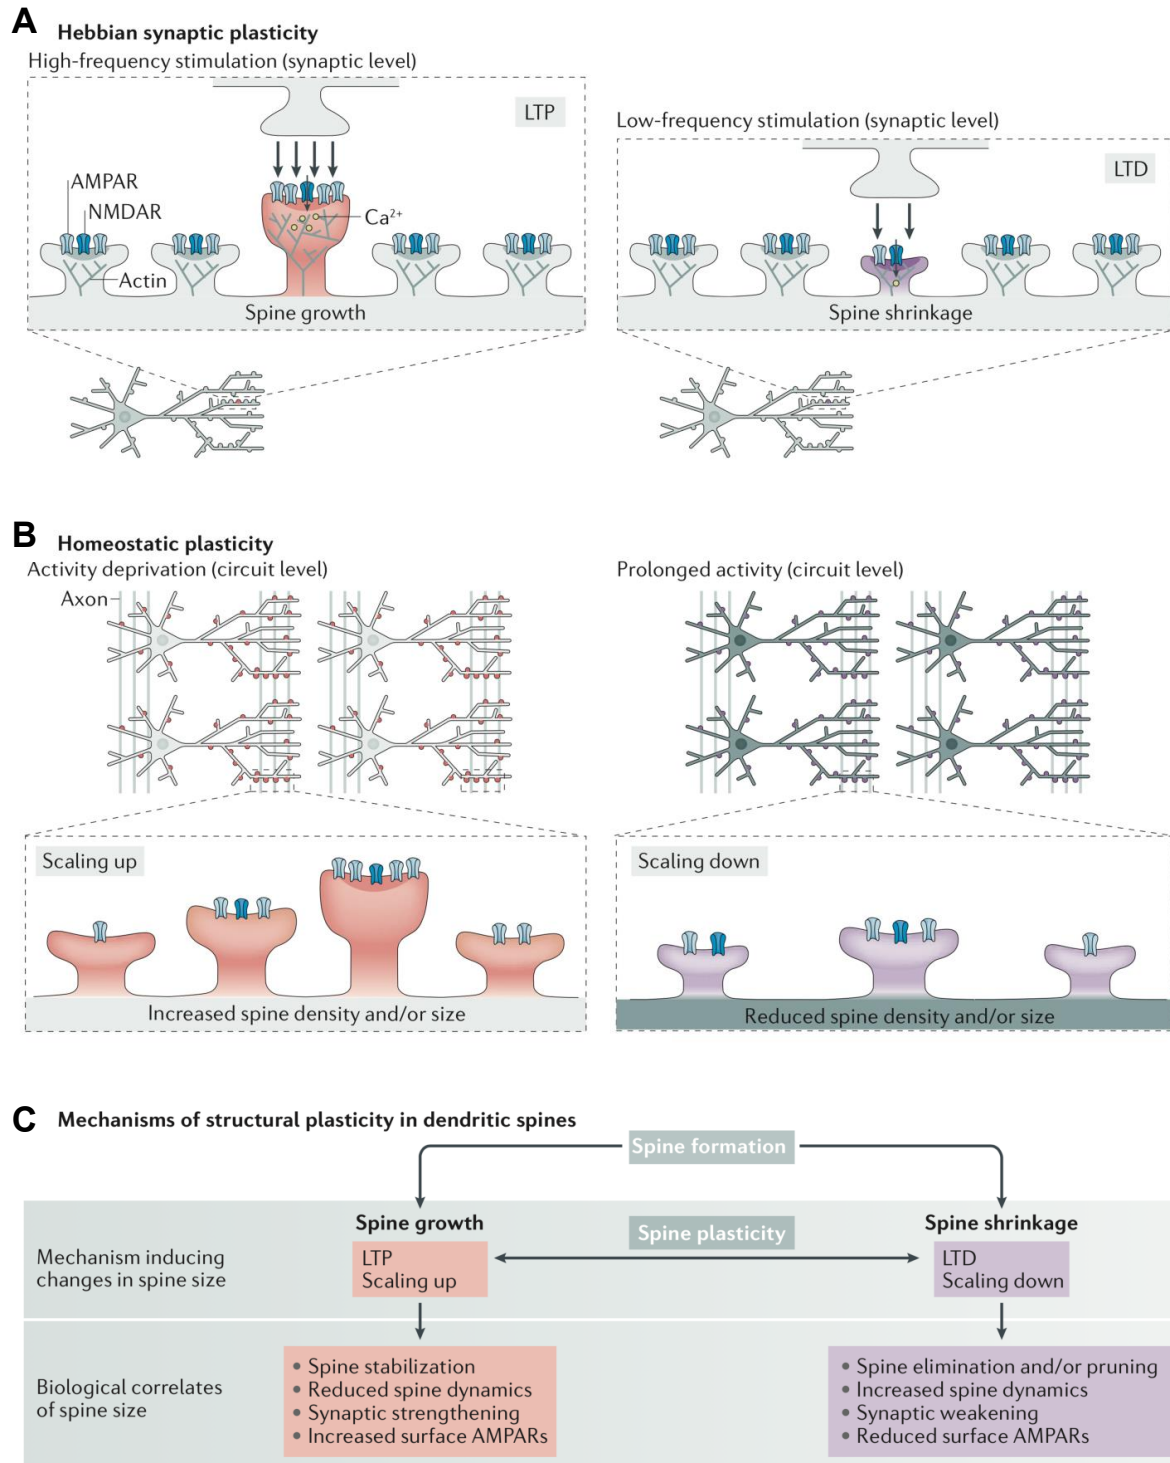 A
Hebbian synaptic plasticity
High-frequency stimulation (synaptic level)
LTP
AMPAR
NMDAR
Ca²⁺
Actin
Spine growth
Low-frequency stimulation (synaptic level)
LTD
Spine shrinkage
B
Homeostatic plasticity
Activity deprivation (circuit level)
Axon
Scaling up
Increased spine density and/or size
Prolonged activity (circuit level)
Scaling down
Reduced spine density and/or size
C
Mechanisms of structural plasticity in dendritic spines
Spine formation
Mechanism inducing
changes in spine size
Spine growth
LTP
Scaling up
Spine plasticity
Spine shrinkage
LTD
Scaling down
Biological correlates
of spine size
• Spine stabilization
• Reduced spine dynamics
• Synaptic strengthening
• Increased surface AMPARs
• Spine elimination and/or pruning
• Increased spine dynamics
• Synaptic weakening
• Reduced surface AMPARs